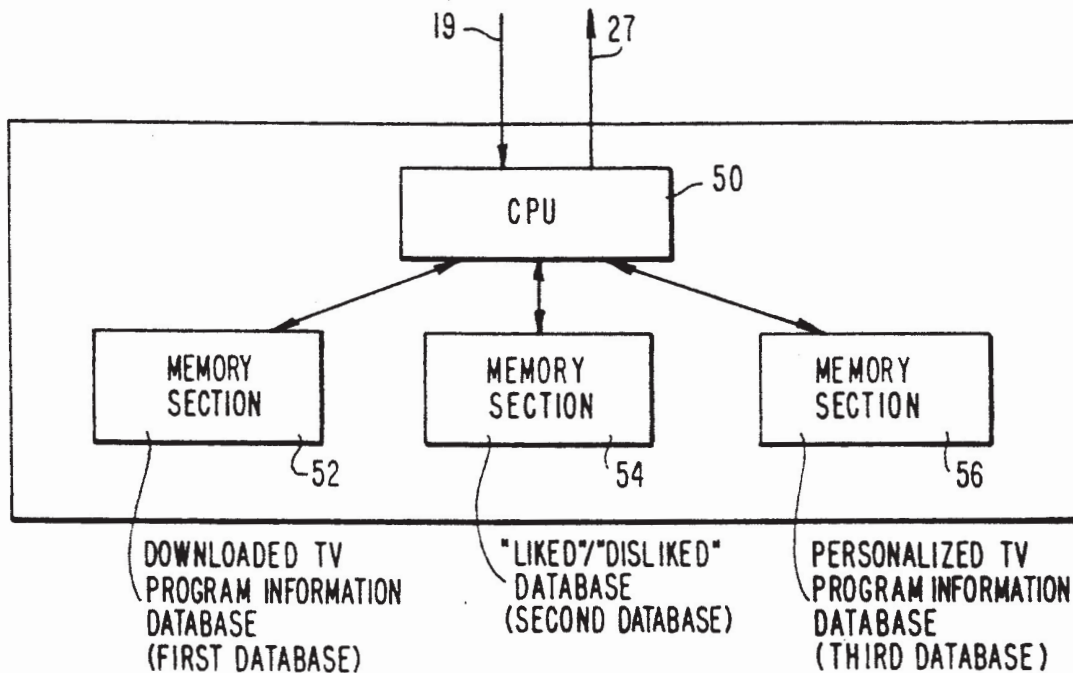 19
27
CPU
50
MEMORY
SECTION
52
MEMORY
SECTION
54
MEMORY
SECTION
56
DOWNLOADED TV
PROGRAM INFORMATION
DATABASE
(FIRST DATABASE)
"LIKED"/"DISLIKED"
DATABASE
(SECOND DATABASE)
PERSONALIZED TV
PROGRAM INFORMATION
DATABASE
(THIRD DATABASE)